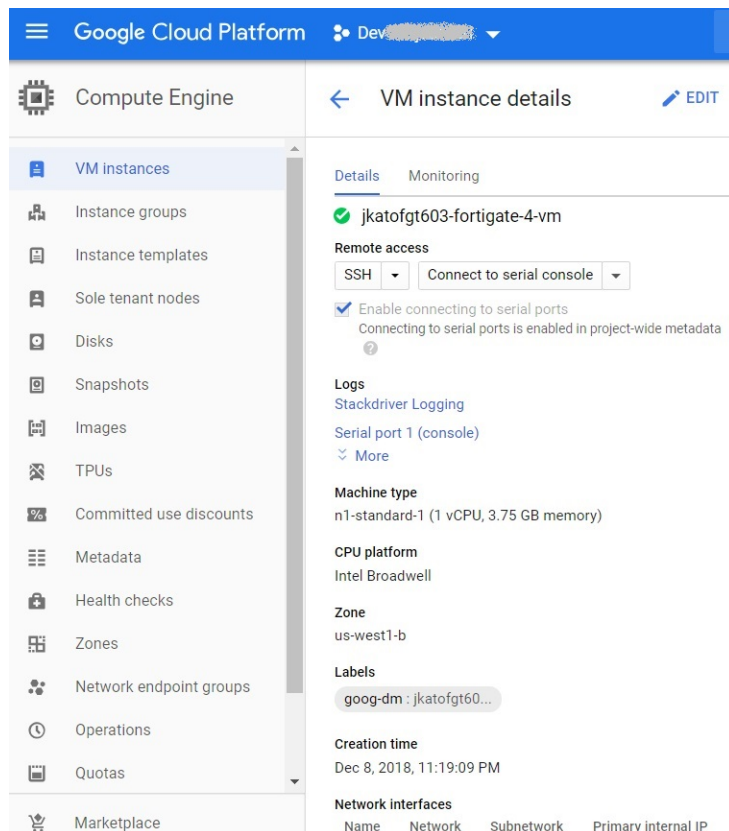 Google Cloud Platform
Dev
Compute Engine
VM instance details
EDIT
VM instances
Instance groups
Instance templates
Sole tenant nodes
Disks
Snapshots
Images
TPUs
Committed use discounts
Metadata
Health checks
Zones
Network endpoint groups
Operations
Quotas
Marketplace
Details Monitoring
jkatofgt603-fortigate-4-vm
Remote access
SSH Connect to serial console
Enable connecting to serial ports
Connecting to serial ports is enabled in project-wide metadata
Logs
Stackdriver Logging
Serial port 1 (console)
More
Machine type
n1-standard-1 (1 vCPU, 3.75 GB memory)
CPU platform
Intel Broadwell
Zone
us-west1-b
Labels
goog-dm : jkatofgt60...
Creation time
Dec 8, 2018, 11:19:09 PM
Network interfaces
Name Network Subnetwork Primary internal IP